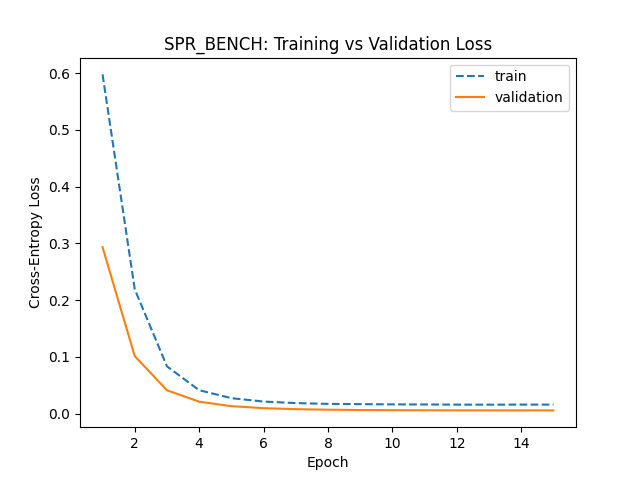 SPR_BENCH: Training vs Validation Loss
train
validation
Cross-Entropy Loss
0.6
0.5
0.4
0.3
0.2
0.1
0.0
2 4 6 8 10 12 14
Epoch